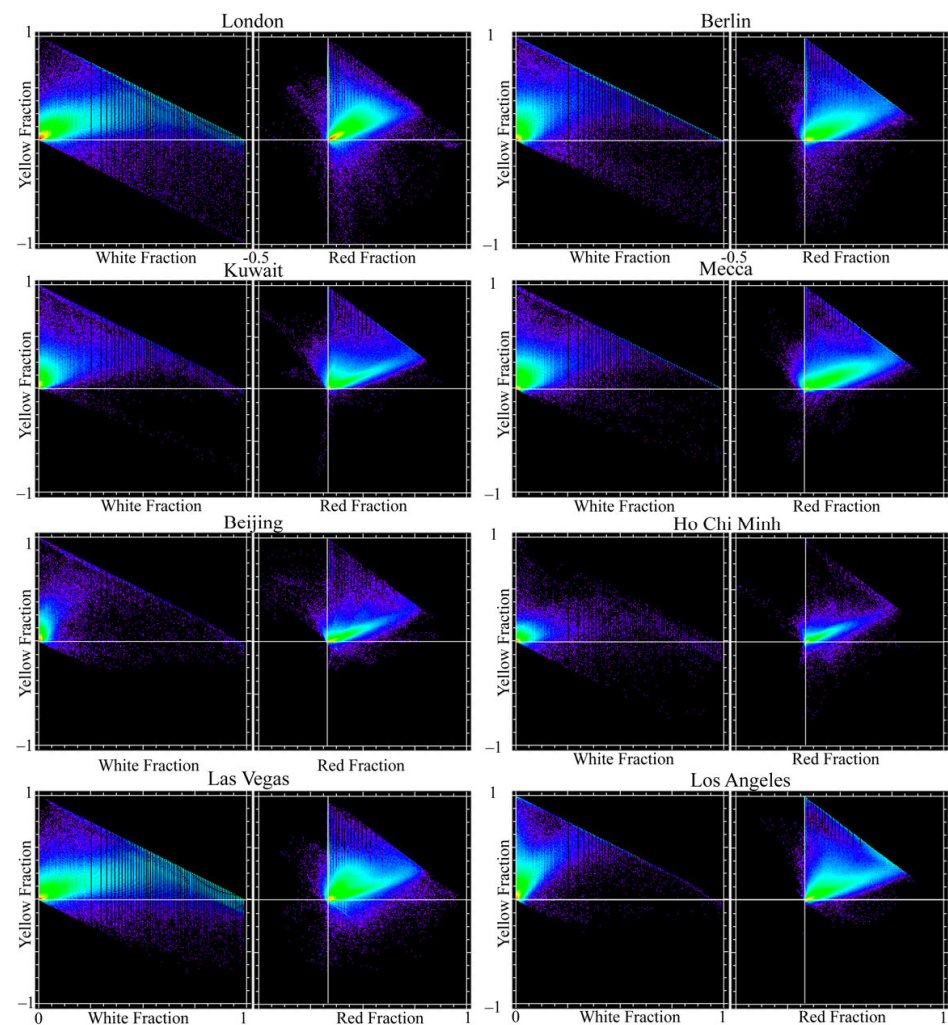 London
Berlin
1
Yellow Fraction
−1
White Fraction
-0.5
Red Fraction
1
Yellow Fraction
−1
White Fraction
-0.5
Red Fraction
Kuwait
Mecca
1
Yellow Fraction
−1
White Fraction
Red Fraction
1
Yellow Fraction
−1
White Fraction
Red Fraction
Beijing
Ho Chi Minh
1
Yellow Fraction
−1
White Fraction
Red Fraction
1
Yellow Fraction
−1
White Fraction
Red Fraction
Las Vegas
Los Angeles
1
Yellow Fraction
−1
0
White Fraction
1
Red Fraction
1
1
Yellow Fraction
−1
0
White Fraction
1
Red Fraction
1